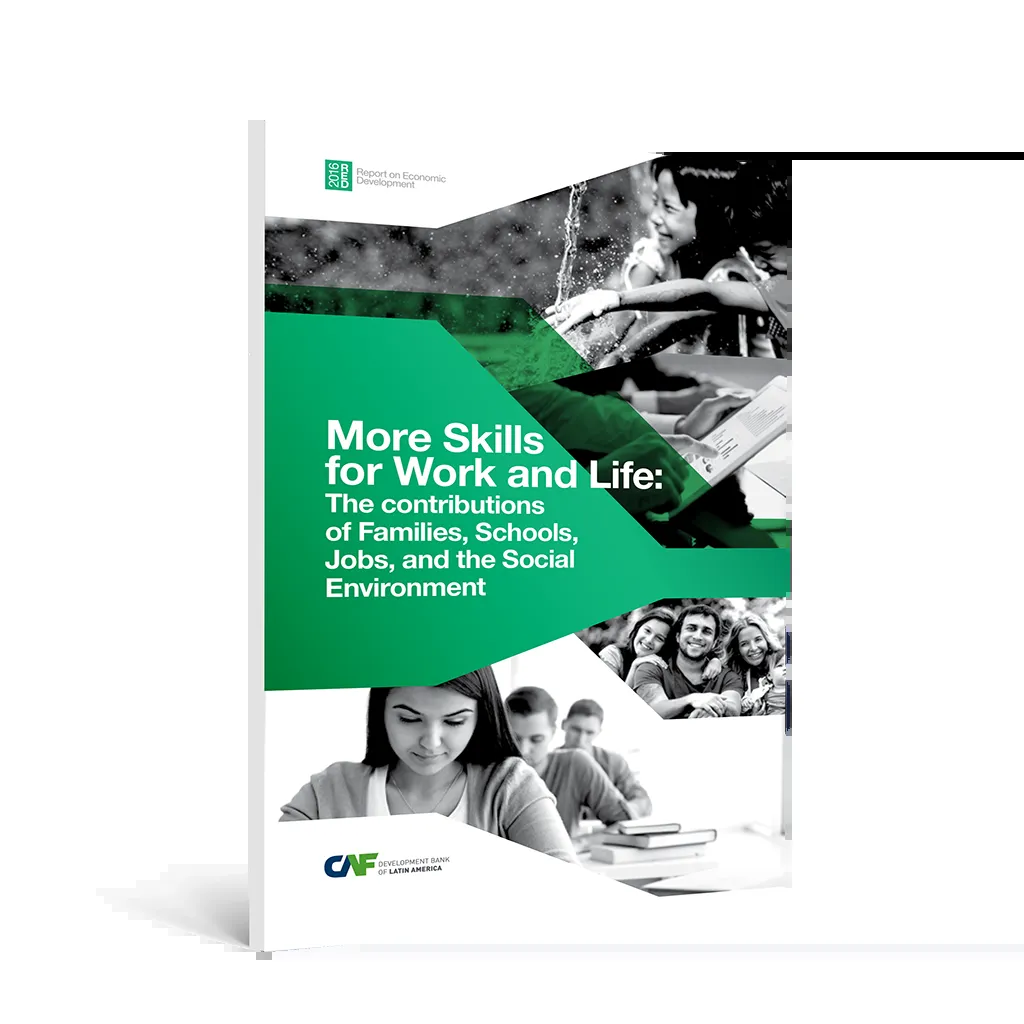 2016
RED
Report on Economic
Development
More Skills
for Work and Life:
The contributions
of Families, Schools,
Jobs, and the Social
Environment
CAF
DEVELOPMENT BANK
OF LATIN AMERICA